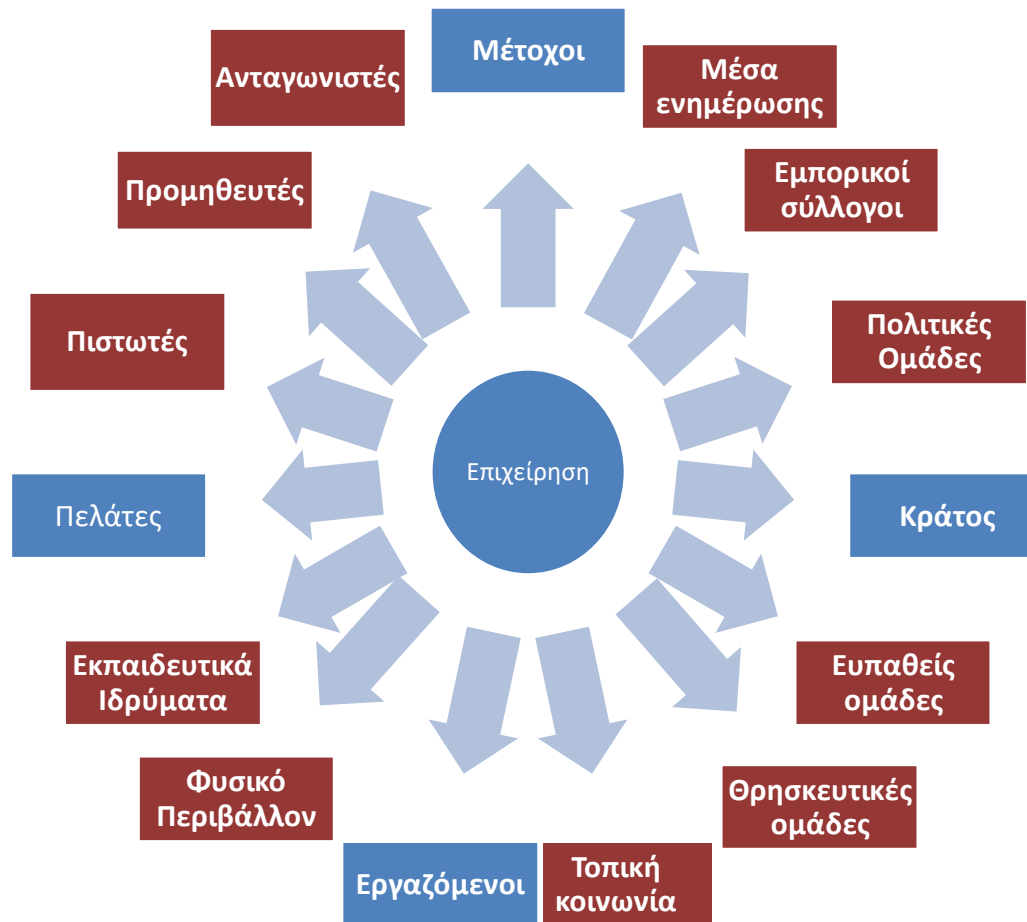 Μέτοχοι
Μέσα
ενημέρωσης
Ανταγωνιστές
Εμπορικοί
σύλλογοι
Προμηθευτές
Πολιτικές
Ομάδες
Πιστωτές
Επιχείρηση
Πελάτες
Κράτος
Εκπαιδευτικά
Ιδρύματα
Ευπαθείς
ομάδες
Φυσικό
Περιβάλλον
Θρησκευτικές
ομάδες
Εργαζόμενοι
Τοπική
κοινωνία